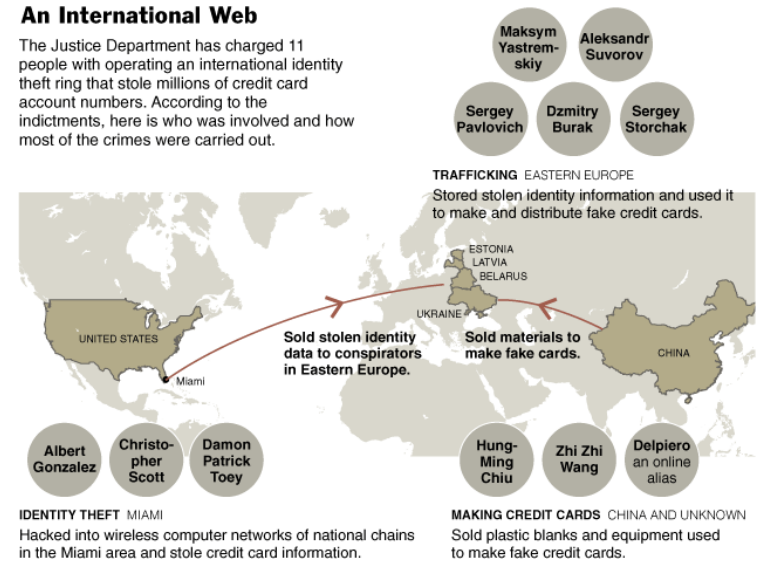 An International Web
The Justice Department has charged 11
people with operating an international identity
theft ring that stole millions of credit card
account numbers. According to the
indictments, here is who was involved and how
most of the crimes were carried out.
Maksym
Yastrem-
skiy
Aleksandr
Suvorov
Sergey
Pavlovich
Dzmitry
Burak
Sergey
Storchak
TRAFFICKING EASTERN EUROPE
Stored stolen identity information and used it
to make and distribute fake credit cards.
ESTONIA
LATVIA
BELARUS
UKRAINE
UNITED STATES
Miami
CHINA
Sold stolen identity
data to conspirators
in Eastern Europe.
Sold materials to
make fake cards.
Albert
Gonzalez
Christo-
pher
Scott
Damon
Patrick
Toey
IDENTITY THEFT MIAMI
Hacked into wireless computer networks of national chains
in the Miami area and stole credit card information.
Hung-
Ming
Chiu
Zhi Zhi
Wang
Delpiero
an online
alias
MAKING CREDIT CARDS CHINA AND UNKNOWN
Sold plastic blanks and equipment used
to make fake credit cards.